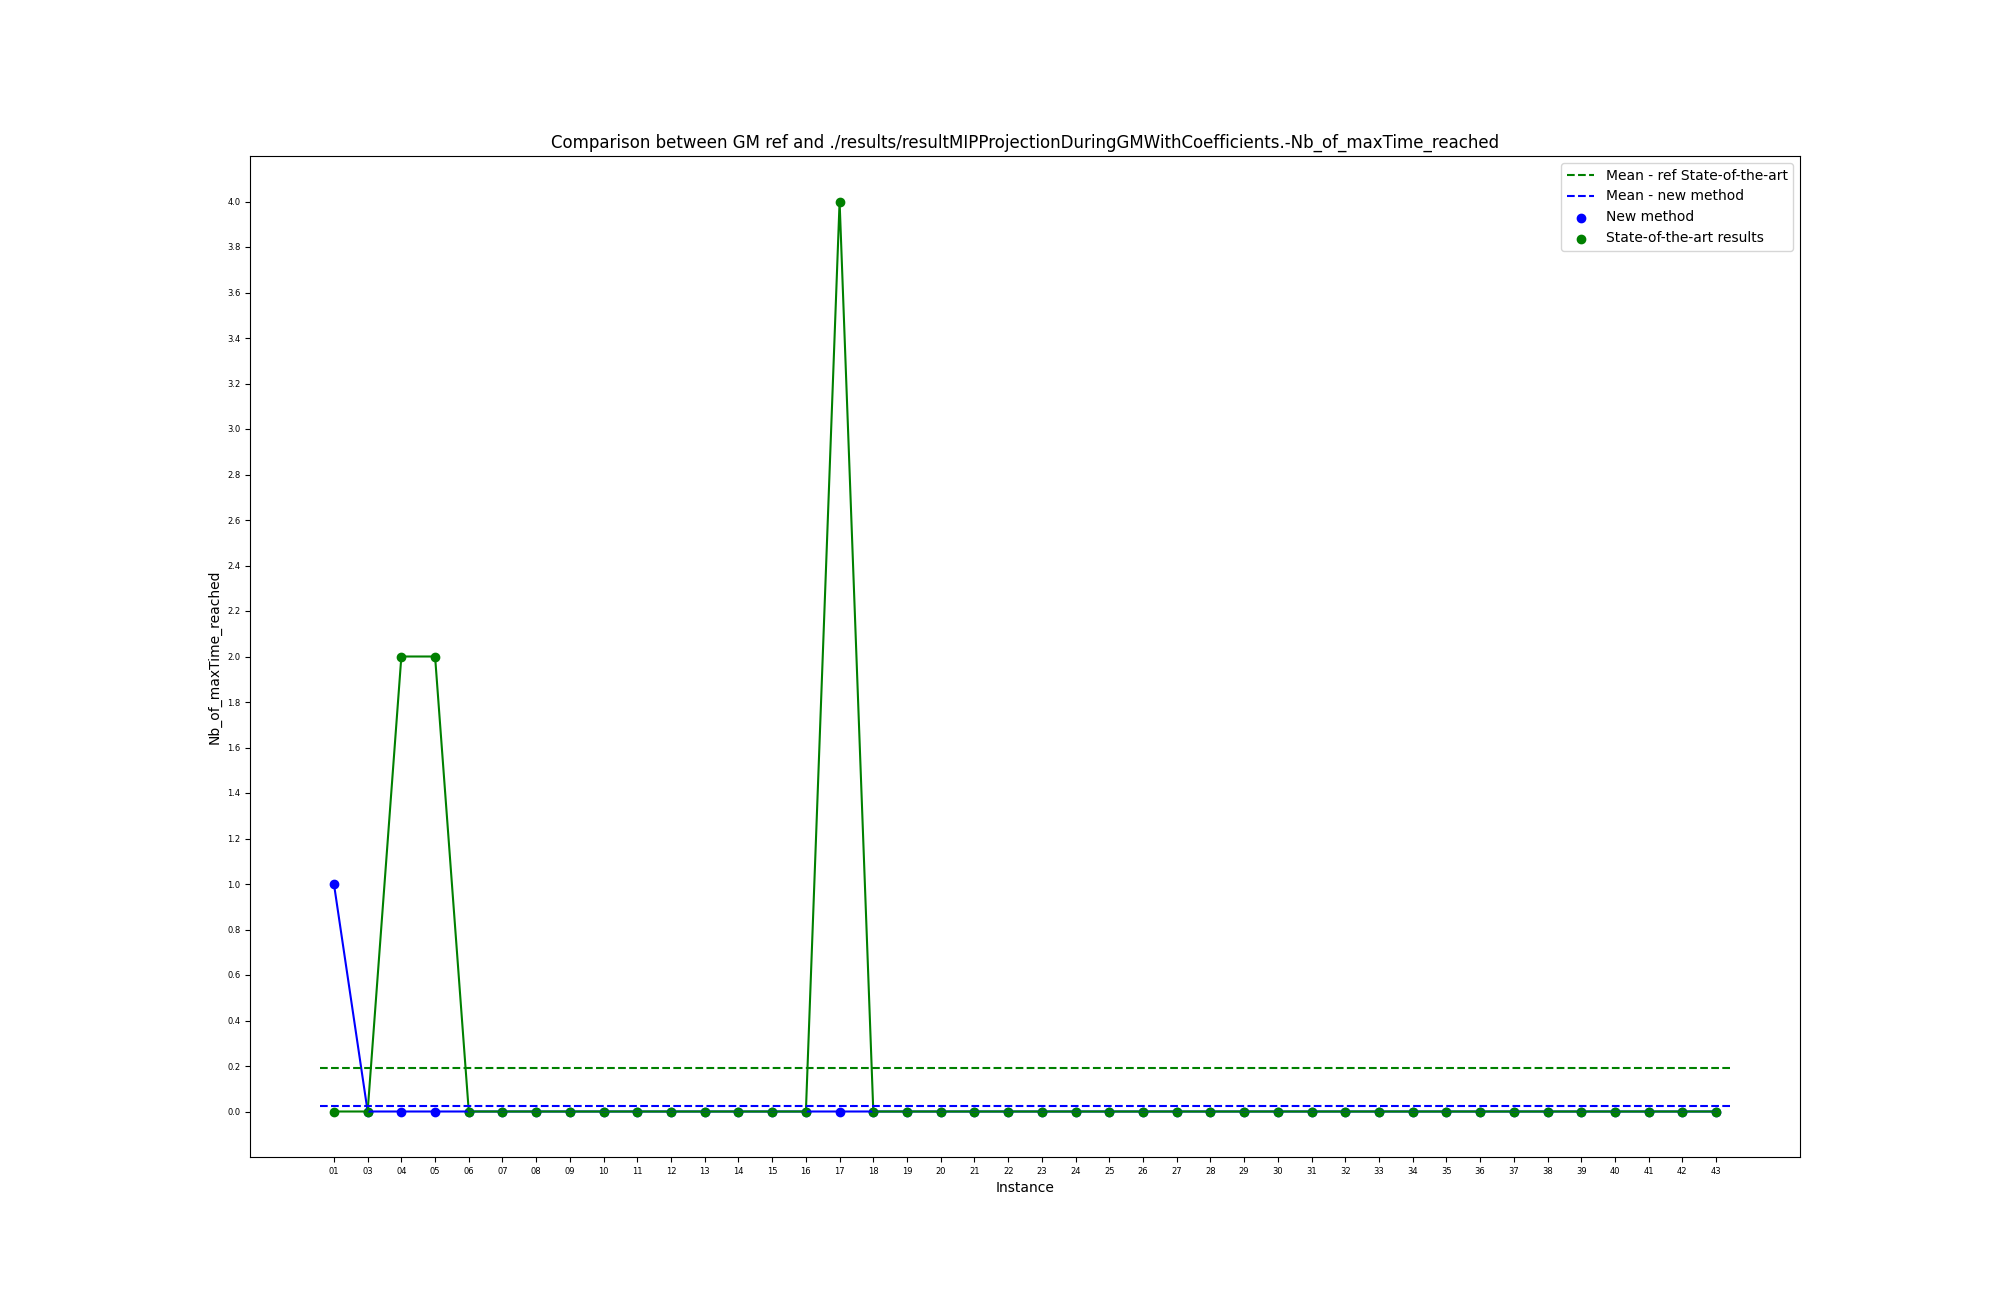 Comparison between GM ref and ./results/resultMIPProjectionDuringGMWithCoefficients.-Nb_of_maxTime_reached
Mean - ref State-of-the-art
Mean - new method
New method
State-of-the-art results
4.0
3.8
3.6
3.4
3.2
3.0
2.8
2.6
2.4
2.2
2.0
1.8
1.6
1.4
1.2
1.0
0.8
0.6
0.4
0.2
0.0
Nb_of_maxTime_reached
01 03 04 05 06 07 08 09 10 11 12 13 14 15 16 17 18 19 20 21 22 23 24 25 26 27 28 29 30 31 32 33 34 35 36 37 38 39 40 41 42 43
Instance